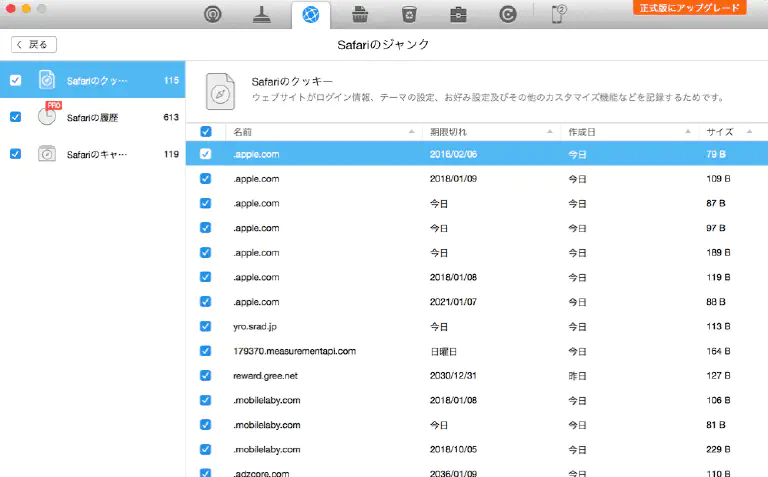 2
正式版にアップグレード
戻る
Safariのジャンク
Safariのクッ… 115
PRO
Safariの履歴 613
Safariのキャ… 119
Safariのクッキー
ウェブサイトがログイン情報、テーマの設定、お好み設定及びその他のカスタマイズ機能などを記録するためです。
名前 期限切れ 作成日 サイズ
.apple.com 2018/02/06 今日 79 B
.apple.com 2018/01/09 今日 109 B
.apple.com 今日 今日 87 B
.apple.com 今日 今日 97 B
.apple.com 今日 今日 189 B
.apple.com 2018/01/08 今日 119 B
.apple.com 2021/01/07 今日 88 B
yro.srad.jp 今日 今日 113 B
179370.measurementapi.com 日曜日 今日 164 B
reward.gree.net 2030/12/31 昨日 127 B
.mobilelaby.com 2018/01/08 今日 106 B
.mobilelaby.com 今日 今日 81 B
.mobilelaby.com 2018/10/05 今日 229 B
.adzcore.com 2036/01/09 今日 110 B